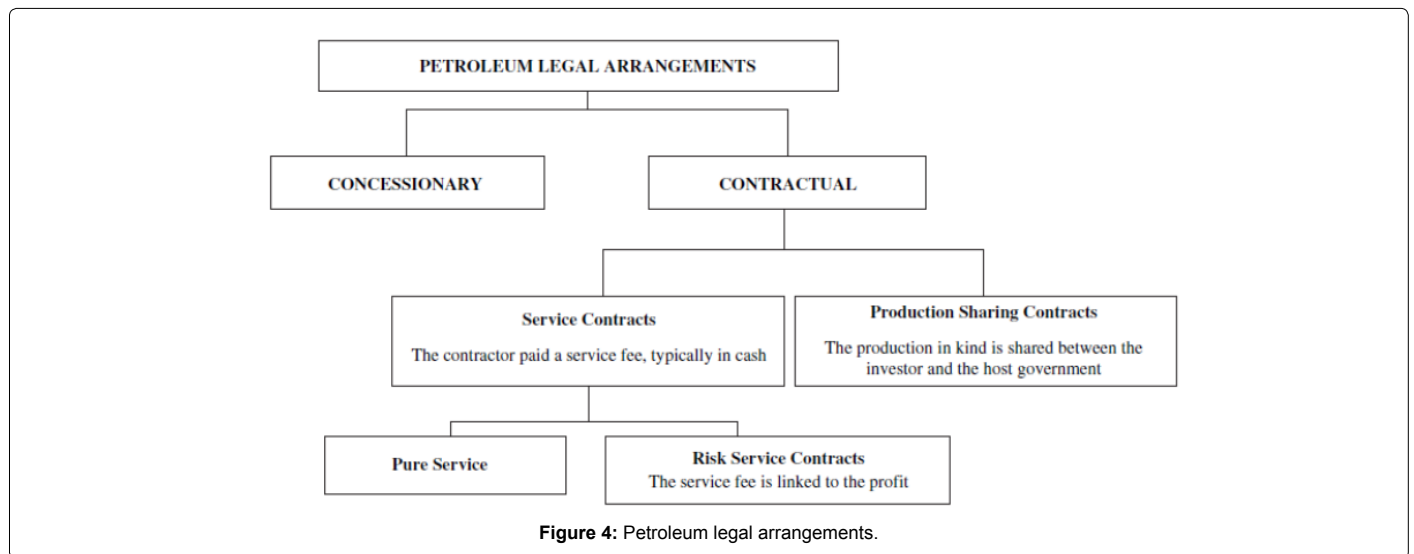 PETROLEUM LEGAL ARRANGEMENTS
CONCESSIONARY
CONTRACTUAL
Service Contracts
The contractor paid a service fee, typically in cash
Production Sharing Contracts
The production in kind is shared between the
investor and the host government
Pure Service
Risk Service Contracts
The service fee is linked to the profit
Figure 4: Petroleum legal arrangements.